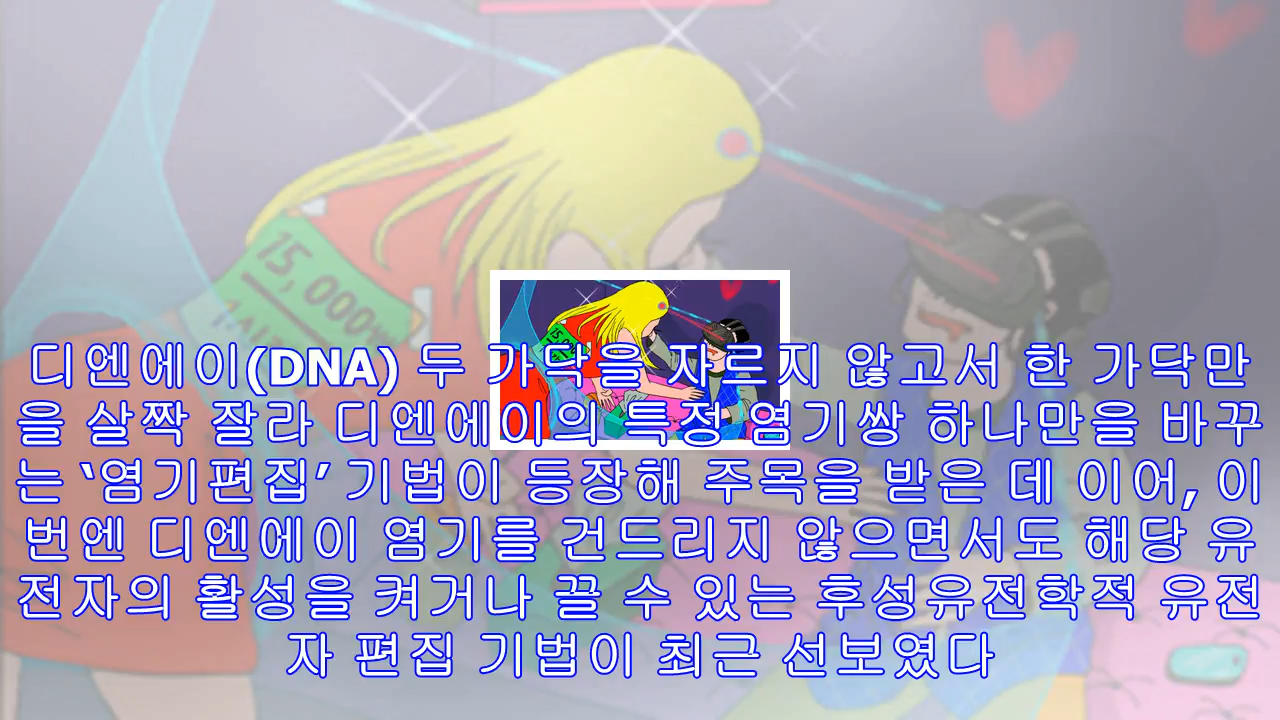 15,000₩
디엔에이(DNA) 두 가닥을 자르지 않고서 한 가닥만
을 살짝 잘라 디엔에이의 특정 염기쌍 하나만을 바꾸
는 ‘염기편집’ 기법이 등장해 주목을 받은 데 이어, 이
번엔 디엔에이 염기를 건드리지 않으면서도 해당 유
전자의 활성을 켜거나 끌 수 있는 후성유전학적 유전
자 편집 기법이 최근 선보였다